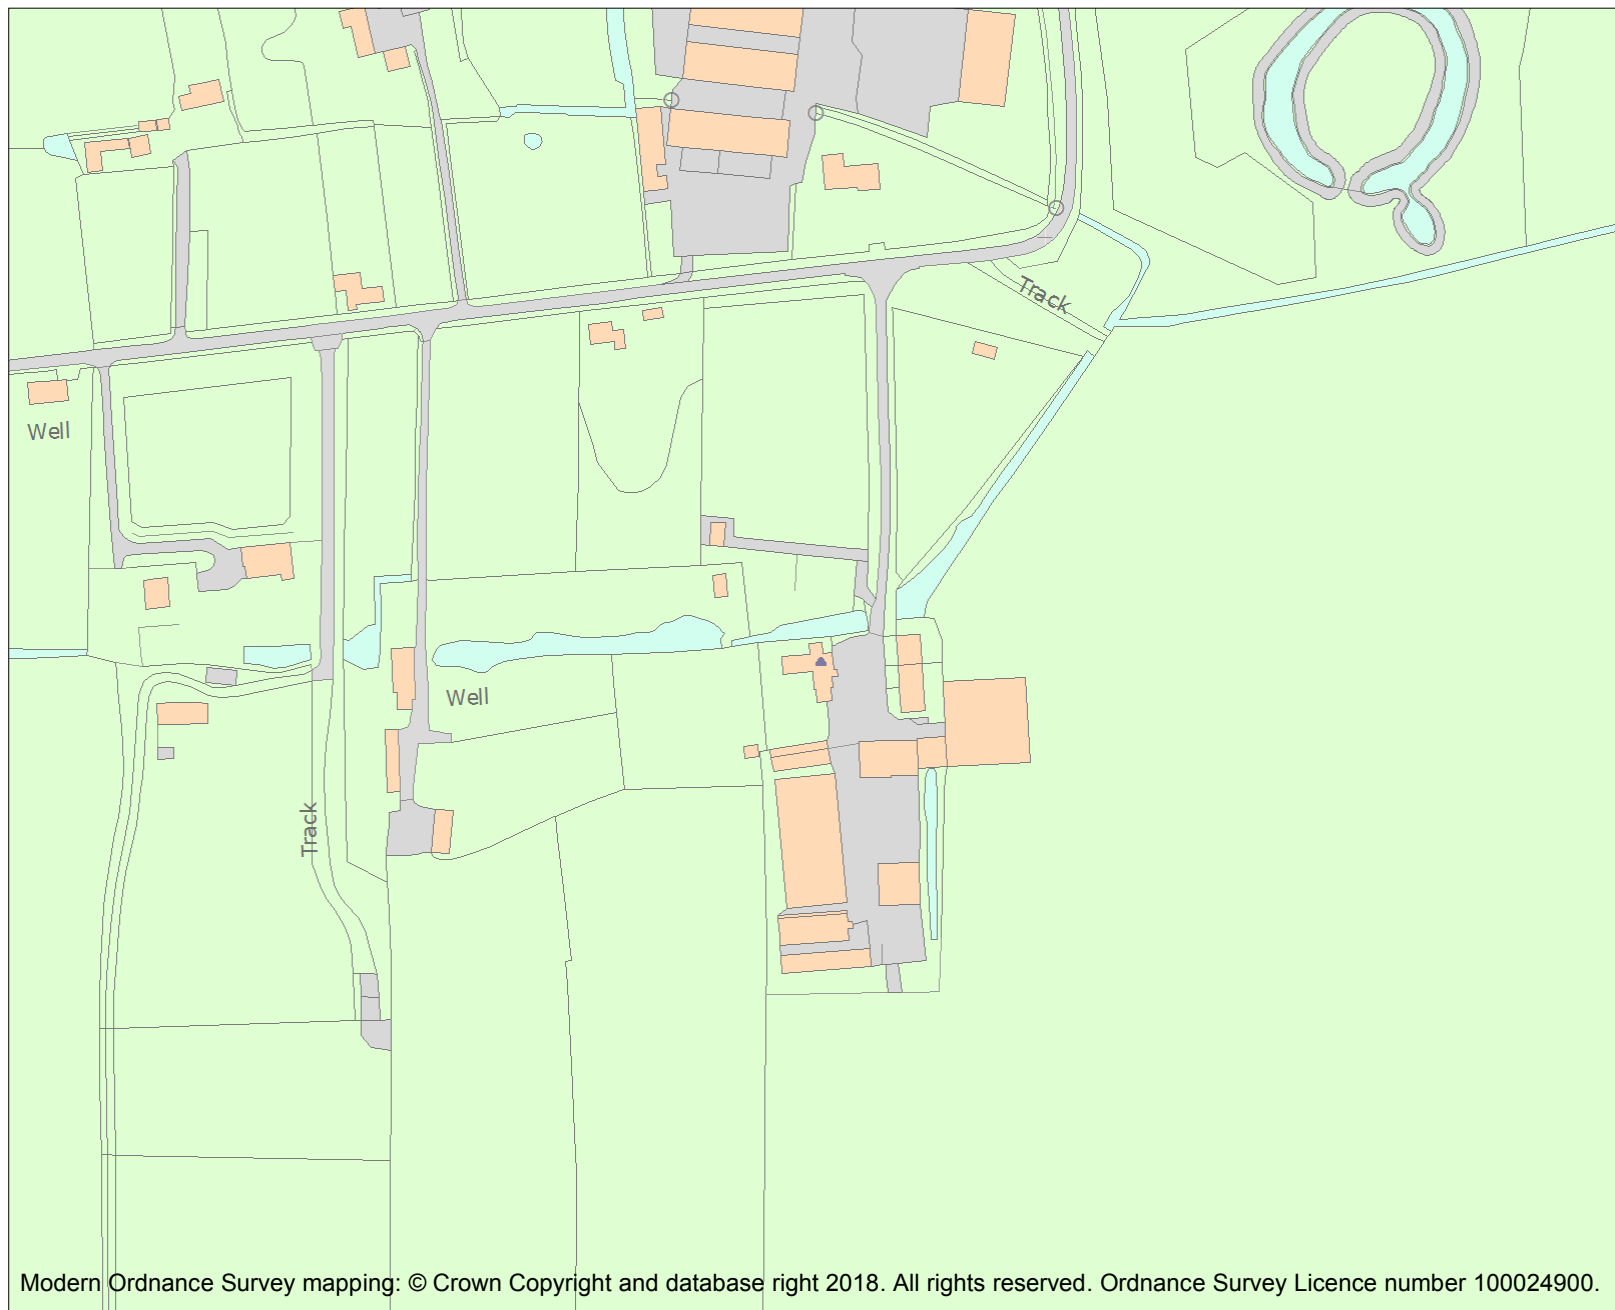 Track
Well
Well
Track
Modern Ordnance Survey mapping: © Crown Copyright and database right 2018. All rights reserved. Ordnance Survey Licence number 100024900.